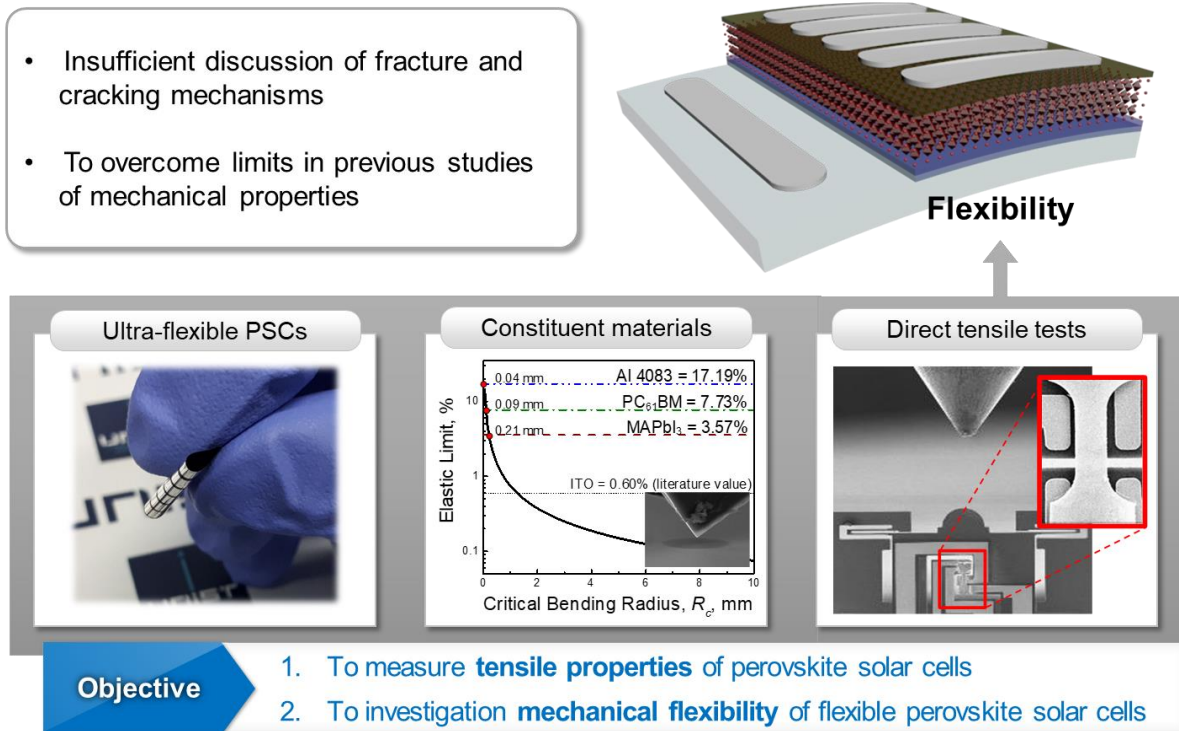 • Insufficient discussion of fracture and
cracking mechanisms
• To overcome limits in previous studies
of mechanical properties
Flexibility
Ultra-flexible PSCs
Constituent materials
Direct tensile tests
Elastic Limit, %
10
1
0.1
0.04 mm
Al 4083 = 17.19%
0.09 mm
PC₆₁BM = 7.73%
0.21 mm
MAPbI₃ = 3.57%
ITO = 0.60% (literature value)
0 2 4 6 8 10
Critical Bending Radius, R꜀, mm
Objective
1. To measure tensile properties of perovskite solar cells
2. To investigation mechanical flexibility of flexible perovskite solar cells